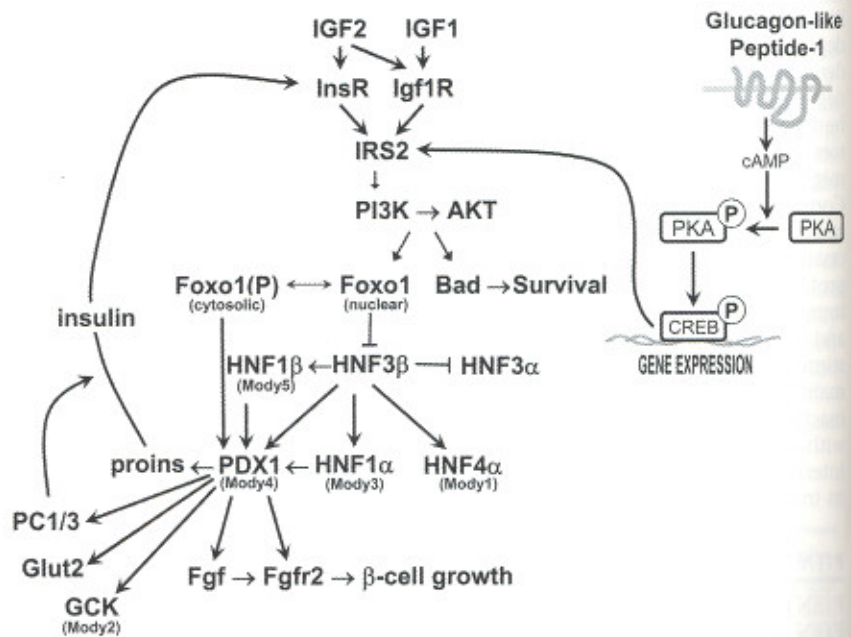 IGF2 IGF1
Glucagon-like
Peptide-1
InsR Igf1R
IRS2
cAMP
PI3K → AKT
PKA P PKA
Foxo1(P) Foxo1 Bad → Survival
(cytosolic) (nuclear)
insulin
CREB P
GENE EXPRESSION
HNF1β HNF3β HNF3α
(Mody5)
proins PDX1 HNF1α HNF4α
(Mody4) (Mody3) (Mody1)
PC1/3
Glut2
Fgf → Fgfr2 → β-cell growth
GCK
(Mody2)